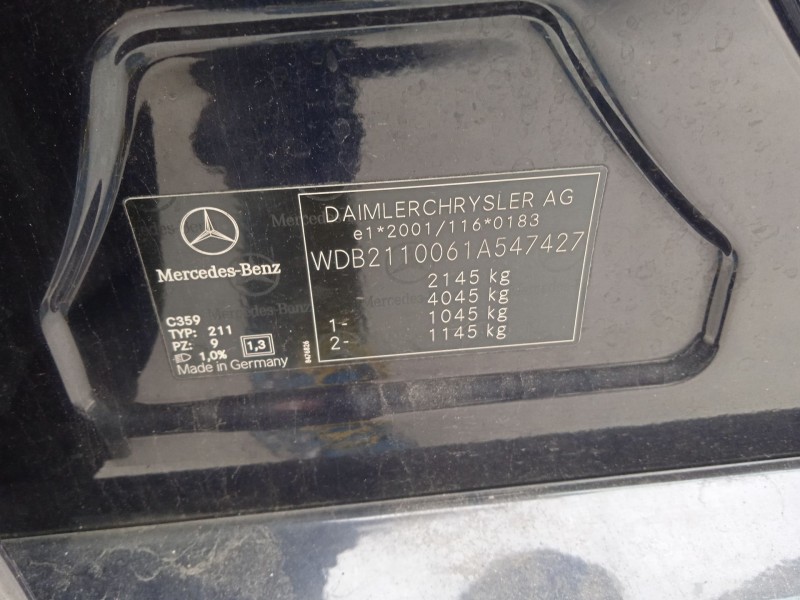 Mercedes-Benz
C359
TYP: 211
PZ: 9
1,0%
1,3
Made in Germany
DAIMLERCHRYSLER AG
e1*2001/116*0183
WDB2110061A547427
2145 kg
4045 kg
1- 1045 kg
2- 1145 kg